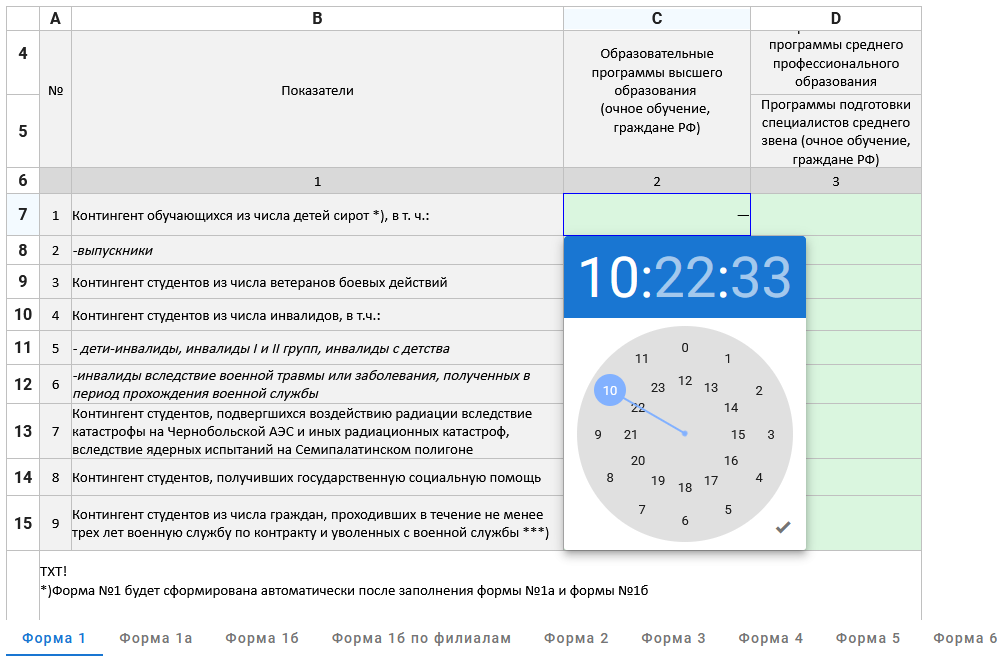 A B C D
4
№
Показатели
Образовательные
программы высшего
образования
(очное обучение,
граждане РФ)
программы среднего
профессионального
образования
5
Программы подготовки
специалистов среднего
звена (очное обучение,
граждане РФ)
6 1 2 3
7 1 Контингент обучающихся из числа детей сирот *), в т. ч.: —
8 2 -выпускники
9 3 Контингент студентов из числа ветеранов боевых действий
10 4 Контингент студентов из числа инвалидов, в т.ч.:
11 5 - дети-инвалиды, инвалиды I и II групп, инвалиды с детства
12 6 -инвалиды вследствие военной травмы или заболевания, полученных в
период прохождения военной службы
13 7 Контингент студентов, подвергшихся воздействию радиации вследствие
катастрофы на Чернобольской АЭС и иных радиационных катастроф,
вследствие ядерных испытаний на Семипалатинском полигоне
14 8 Контингент студентов, получивших государственную социальную помощь
15 9 Контингент студентов из числа граждан, проходивших в течение не менее
трех лет военную службу по контракту и уволенных с военной службы ***)
10:22:33
0
11 1
12
23 13
10 2
22 14
9 21 15 3
20 16
8 4
19 17
18
7 5
6
TXT!
*)Форма №1 будет сформирована автоматически после заполнения формы №1а и формы №1б
Форма 1 Форма 1а Форма 1б Форма 1б по филиалам Форма 2 Форма 3 Форма 4 Форма 5 Форма 6